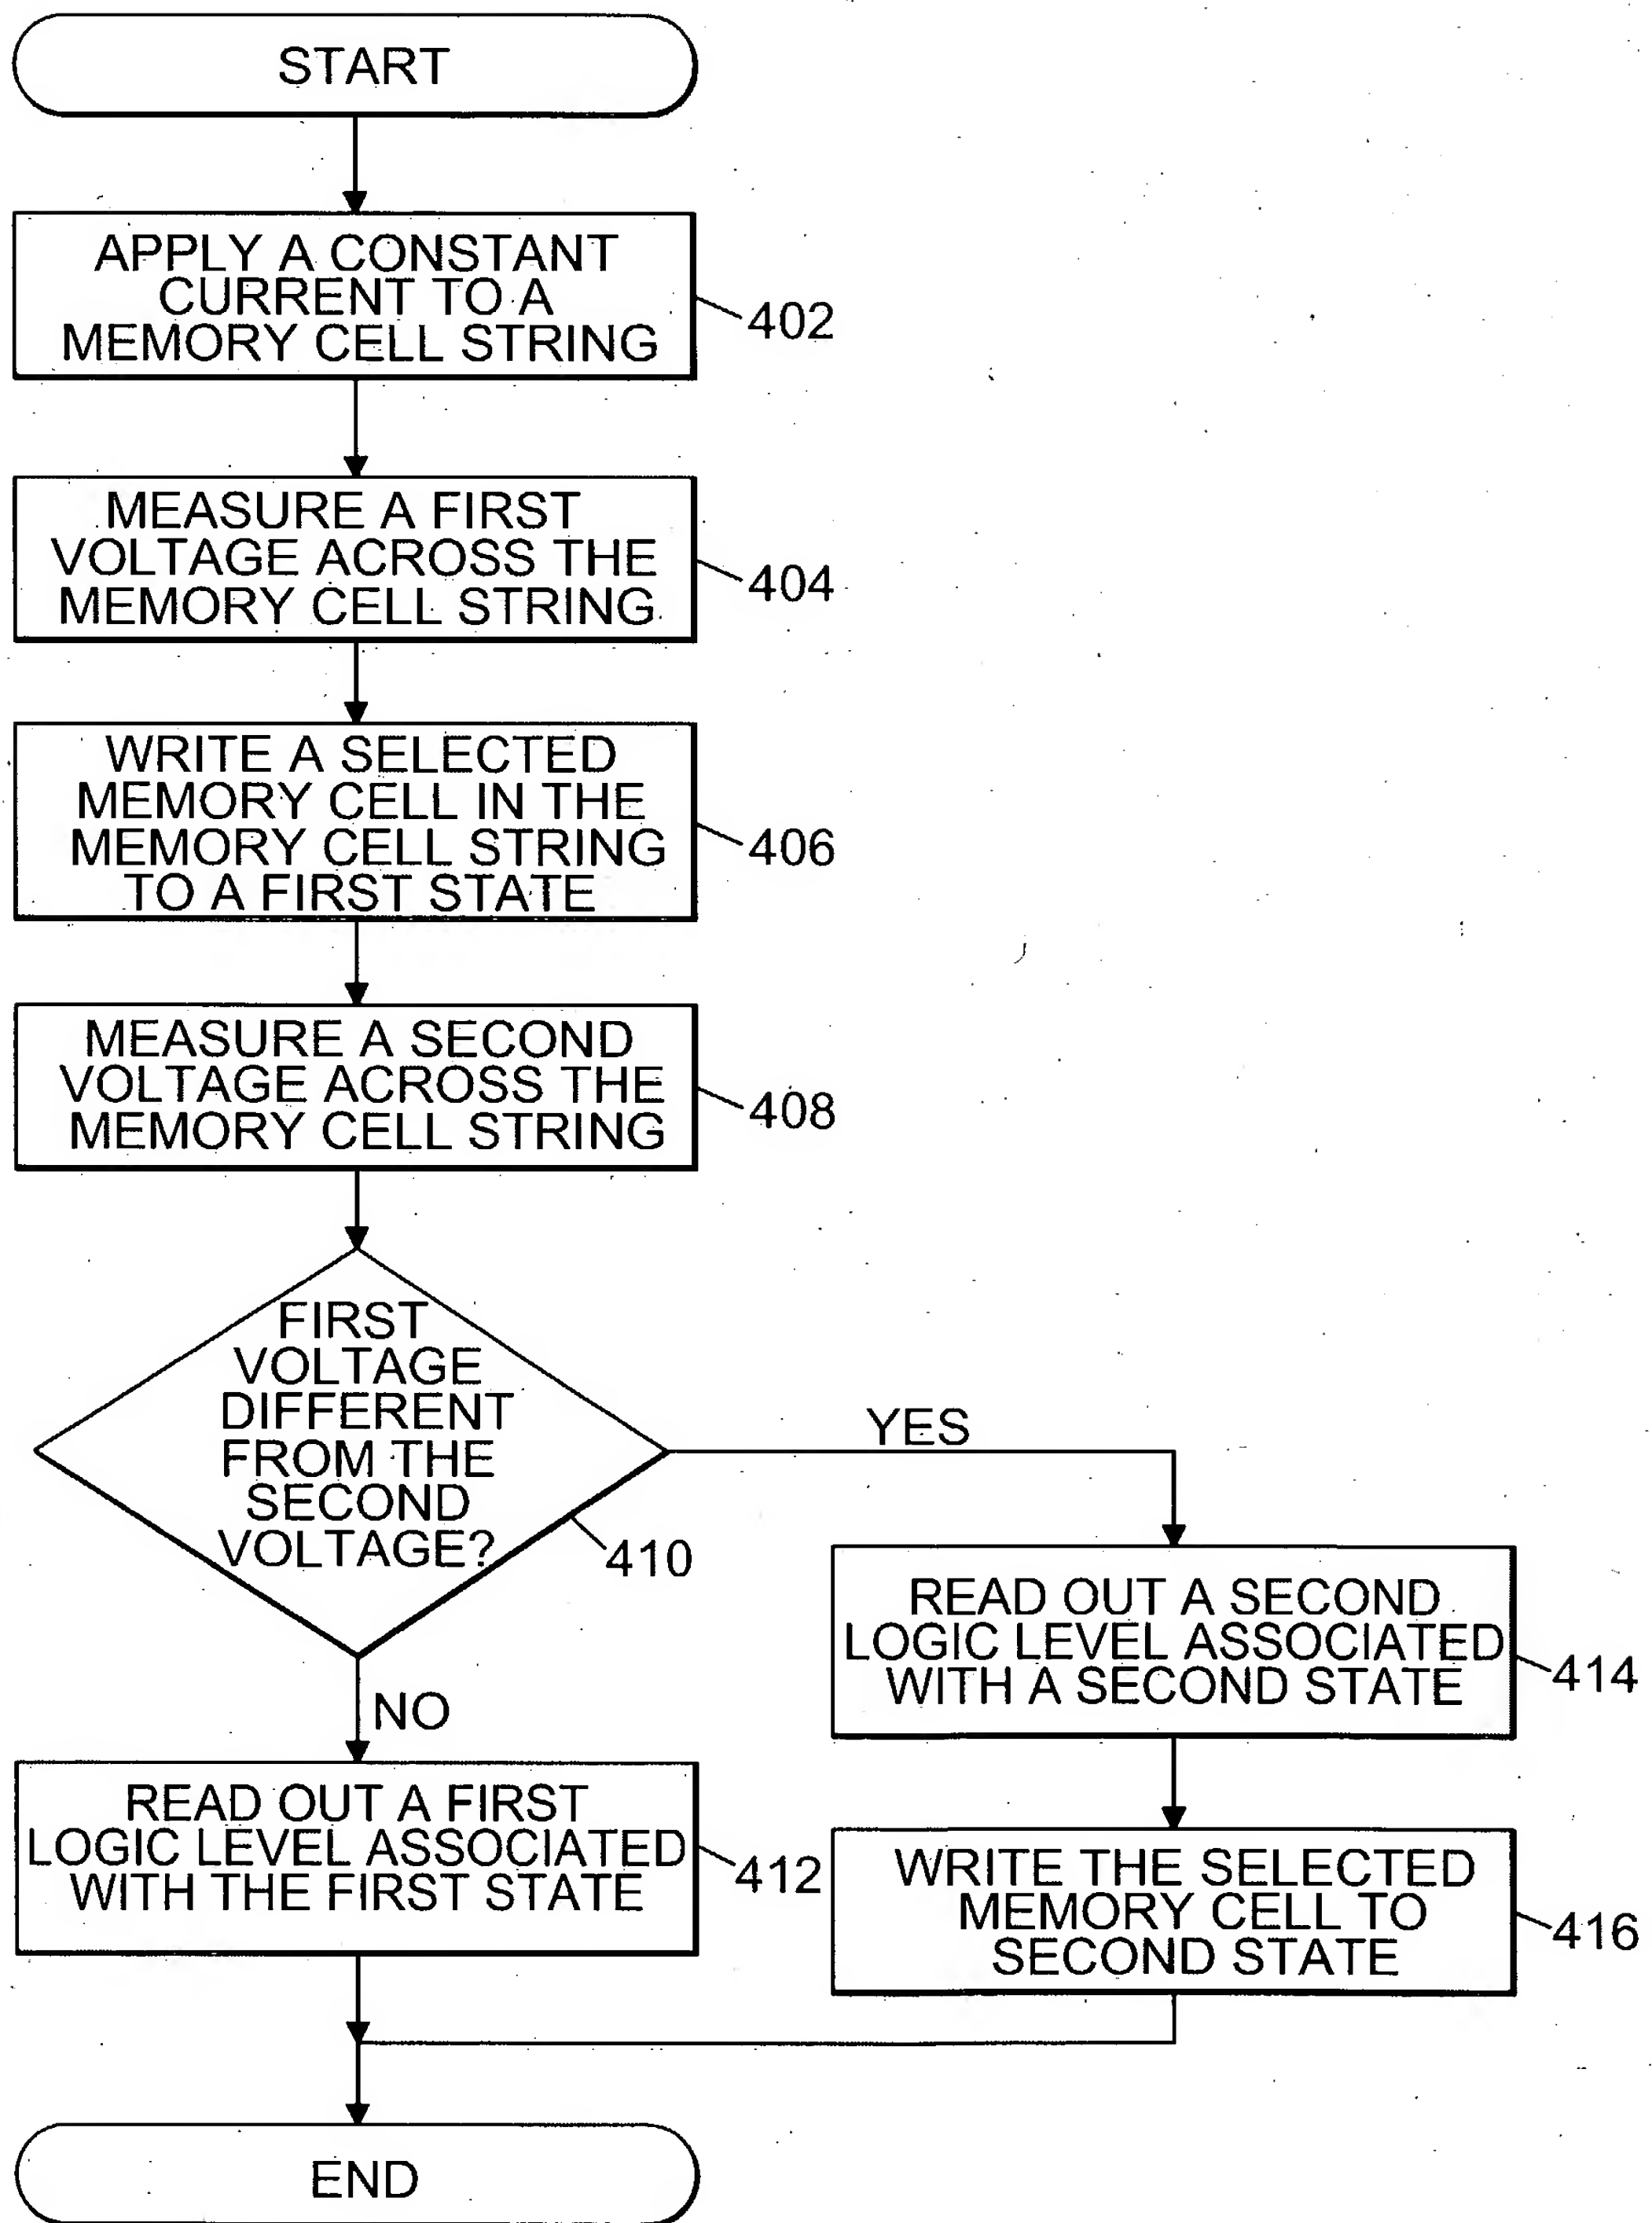 START
APPLY A CONSTANT
CURRENT TO A
MEMORY CELL STRING
402
MEASURE A FIRST
VOLTAGE ACROSS THE
MEMORY CELL STRING
404
WRITE A SELECTED
MEMORY CELL IN THE
MEMORY CELL STRING
TO A FIRST STATE
406
MEASURE A SECOND
VOLTAGE ACROSS THE
MEMORY CELL STRING
408
FIRST
VOLTAGE
DIFFERENT
FROM THE
SECOND
VOLTAGE?
410
YES
READ OUT A SECOND
LOGIC LEVEL ASSOCIATED
WITH A SECOND STATE
414
NO
READ OUT A FIRST
LOGIC LEVEL ASSOCIATED
WITH THE FIRST STATE
412
WRITE THE SELECTED
MEMORY CELL TO
SECOND STATE
416
END